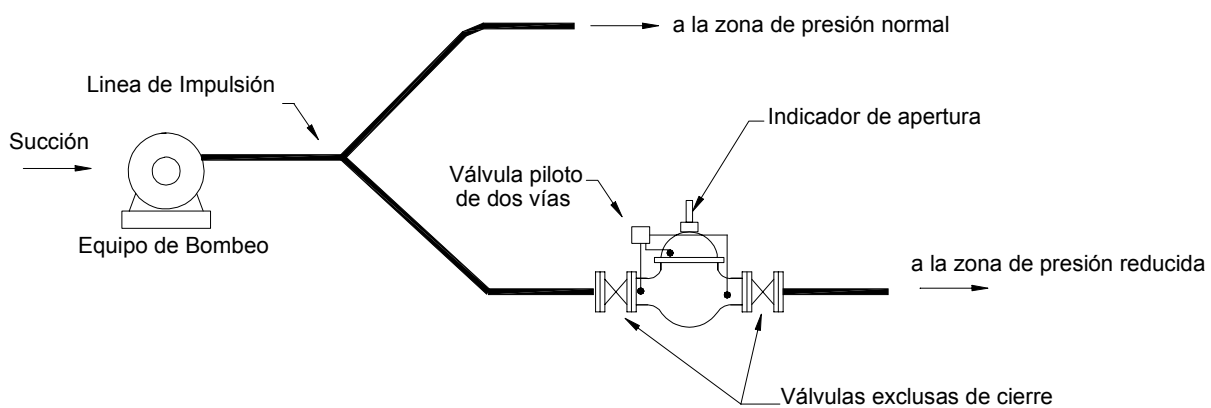 a la zona de presión normal
Linea de Impulsión
Indicador de apertura
Succión
Válvula piloto
de dos vías
Equipo de Bombeo
a la zona de presión reducida
Válvulas exclusas de cierre